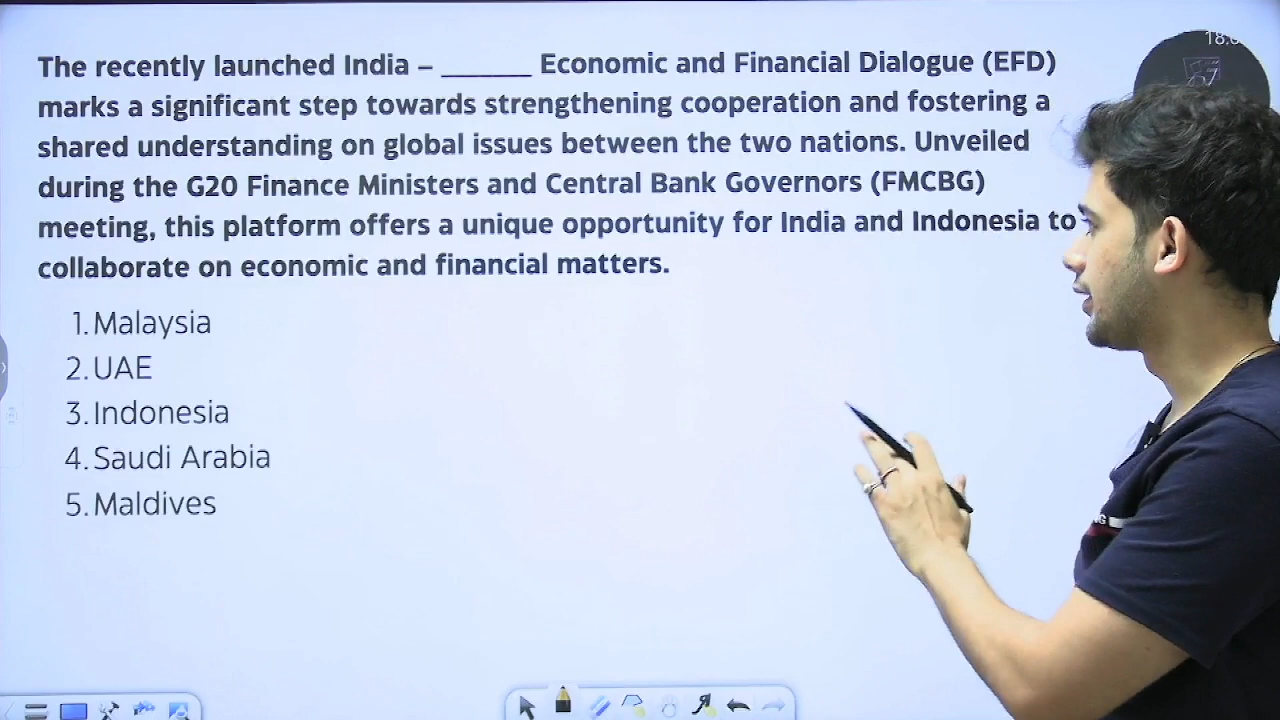 The recently launched India – ______ Economic and Financial Dialogue (EFD)
marks a significant step towards strengthening cooperation and fostering a
shared understanding on global issues between the two nations. Unveiled
during the G20 Finance Ministers and Central Bank Governors (FMCBG)
meeting, this platform offers a unique opportunity for India and Indonesia to
collaborate on economic and financial matters.
1. Malaysia
2. UAE
3. Indonesia
4. Saudi Arabia
5. Maldives